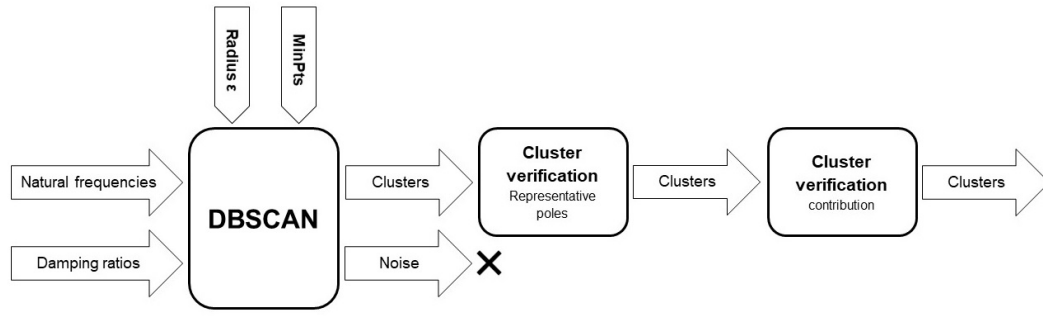 Radius ε
MinPts
Natural frequencies
Damping ratios
DBSCAN
Clusters
Noise
Cluster
verification
Representative
poles
Clusters
Cluster
verification
contribution
Clusters